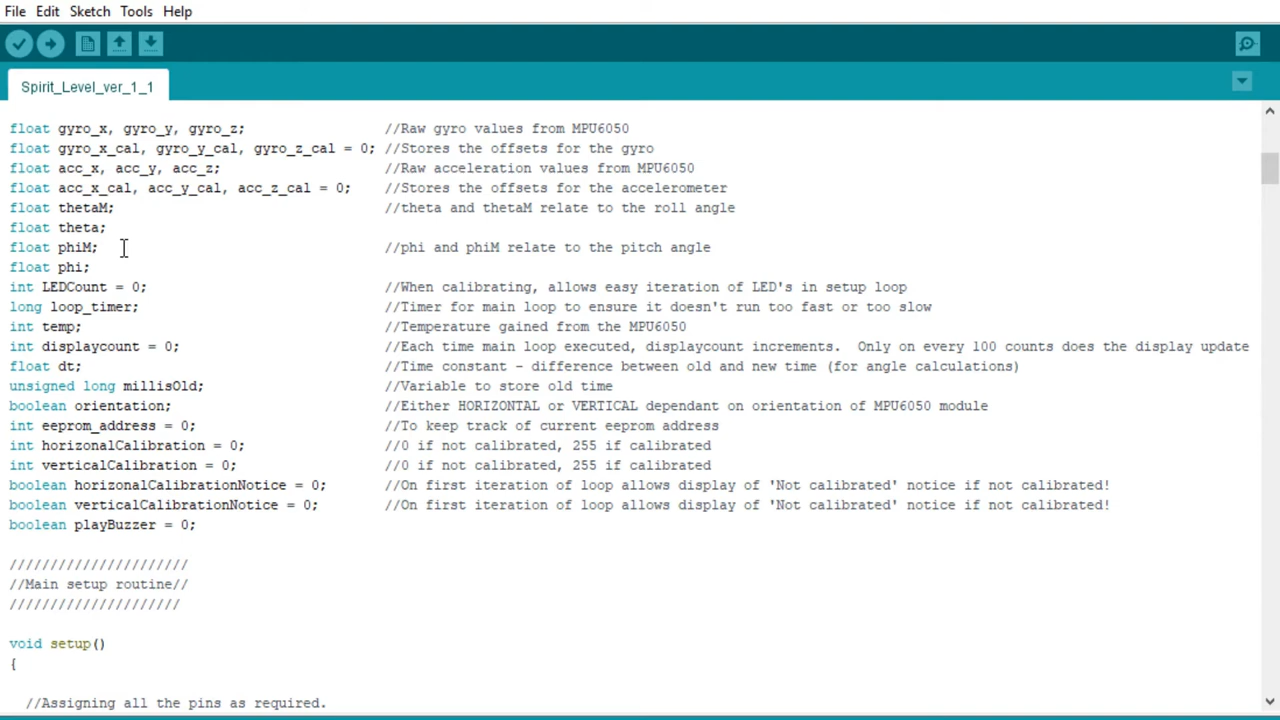 File Edit Sketch Tools Help
Spirit_Level_ver_1_1
float gyro_x, gyro_y, gyro_z; //Raw gyro values from MPU6050
float gyro_x_cal, gyro_y_cal, gyro_z_cal = 0; //Stores the offsets for the gyro
float acc_x, acc_y, acc_z; //Raw acceleration values from MPU6050
float acc_x_cal, acc_y_cal, acc_z_cal = 0; //Stores the offsets for the accelerometer
float thetaM; //theta and thetaM relate to the roll angle
float theta;
float phiM; //phi and phiM relate to the pitch angle
float phi;
int LEDCount = 0; //When calibrating, allows easy iteration of LED's in setup loop
long loop_timer; //Timer for main loop to ensure it doesn't run too fast or too slow
int temp; //Temperature gained from the MPU6050
int displaycount = 0; //Each time main loop executed, displaycount increments. Only on every 100 counts does the display update
float dt; //Time constant - difference between old and new time (for angle calculations)
unsigned long millisOld; //Variable to store old time
boolean orientation; //Either HORIZONTAL or VERTICAL dependant on orientation of MPU6050 module
int eeprom_address = 0; //To keep track of current eeprom address
int horizonalCalibration = 0; //0 if not calibrated, 255 if calibrated
int verticalCalibration = 0; //0 if not calibrated, 255 if calibrated
boolean horizonalCalibrationNotice = 0; //On first iteration of loop allows display of 'Not calibrated' notice if not calibrated!
boolean verticalCalibrationNotice = 0; //On first iteration of loop allows display of 'Not calibrated' notice if not calibrated!
boolean playBuzzer = 0;
//////////////////////
//Main setup routine//
/////////////////////
void setup()
{
//Assigning all the pins as required.